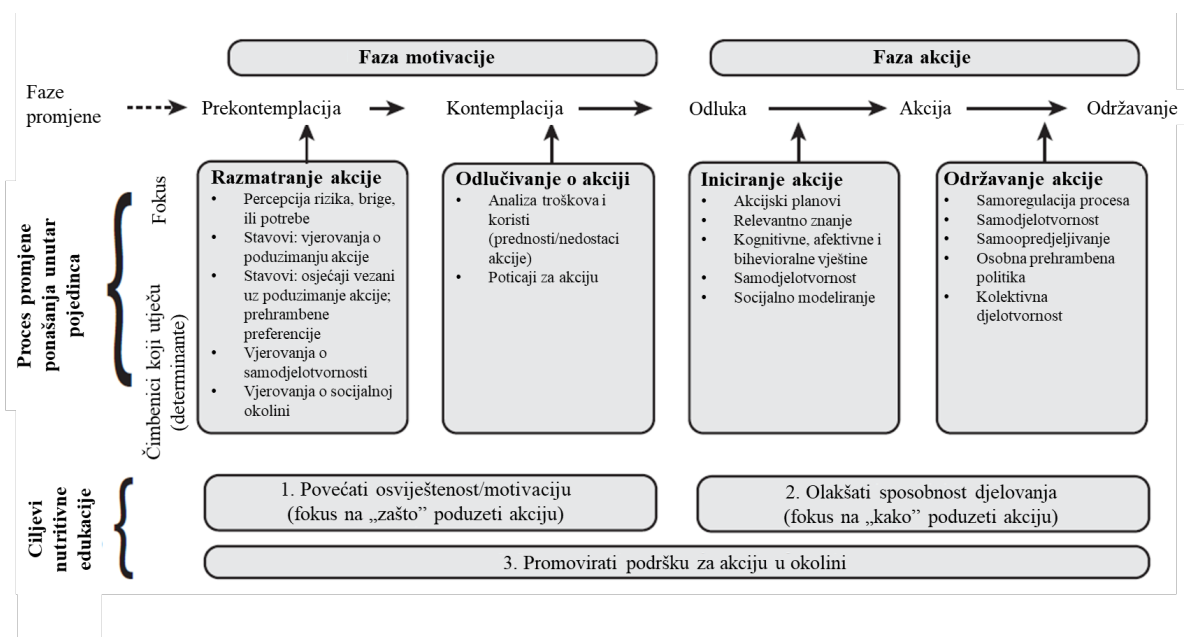 Faza motivacije
Faza akcije
Faze
promjene
Prekontemplacija
Kontemplacija
Odluka
Akcija
Održavanje
Proces promjene
ponašanja unutar
pojedinca
Fokus
Čimbenici koji utječu
(determinante)
Razmatranje akcije
• Percepcija rizika, brige,
ili potrebe
• Stavovi: vjerovanja o
poduzimanju akcije
• Stavovi: osjećaji vezani
uz poduzimanje akcije;
prehrambene
preferencije
• Vjerovanja o
samodjelotvornosti
• Vjerovanja o socijalnoj
okolini
Odlučivanje o akciji
• Analiza troškova i
koristi
(prednosti/nedostaci
akcije)
• Poticaji za akciju
Iniciranje akcije
• Akcijski planovi
• Relevantno znanje
• Kognitivne, afektivne i
bihevioralne vještine
• Samodjelotvornost
• Socijalno modeliranje
Održavanje akcije
• Samoregulacija procesa
• Samodjelotvornost
• Samoopredjeljivanje
• Osobna prehrambena
politika
• Kolektivna
djelotvornost
Ciljevi
nutritivne
edukacije
1. Povećati osviještenost/motivaciju
(fokus na „zašto” poduzeti akciju)
2. Olakšati sposobnost djelovanja
(fokus na „kako” poduzeti akciju)
3. Promovirati podršku za akciju u okolini